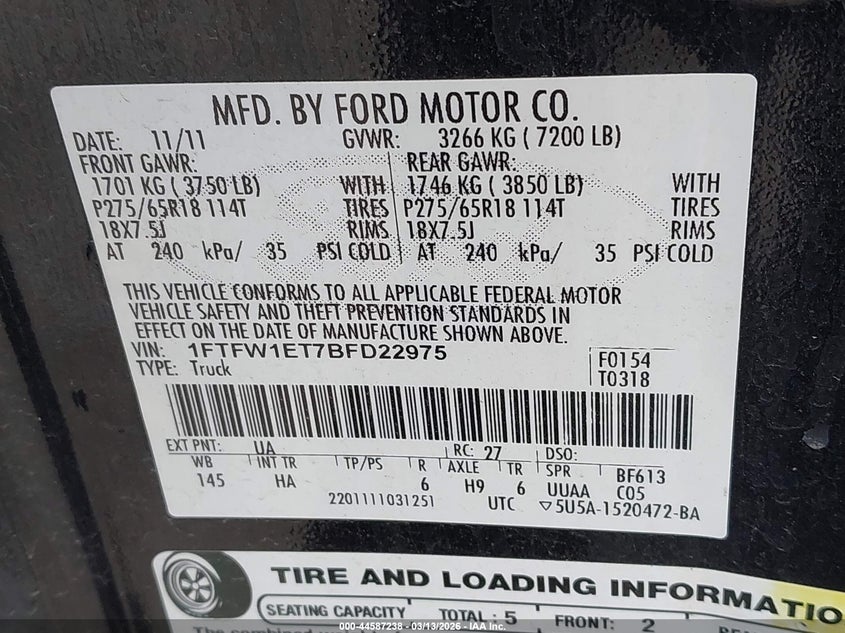 MFD. BY FORD MOTOR CO.
DATE: 11/11 GVWR: 3266 KG ( 7200 LB)
FRONT GAWR: REAR GAWR:
1701 KG ( 3750 LB) WITH 1746 KG ( 3850 LB) WITH
P275/65R18 114T TIRES P275/65R18 114T TIRES
18X7.5J RIMS 18X7.5J RIMS
AT 240 kPa/ 35 PSI COLD AT 240 kPa/ 35 PSI COLD
THIS VEHICLE CONFORMS TO ALL APPLICABLE FEDERAL MOTOR
VEHICLE SAFETY AND THEFT PREVENTION STANDARDS IN
EFFECT ON THE DATE OF MANUFACTURE SHOWN ABOVE.
VIN: 1FTFW1ET7BFD22975 F0154
TYPE: Truck T0318
EXT PNT: UA RC: 27 DSO:
WB INT TR TP/PS R AXLE TR SPR BF613
145 HA 6 H9 6 UUAA C05
2201111031251 UTC ▽5U5A-1520472-BA
TIRE AND LOADING INFORMATIO
SEATING CAPACITY TOTAL : 5 FRONT: 2
The combined
000-44587238 - 03/13/2026 - IAA Inc.